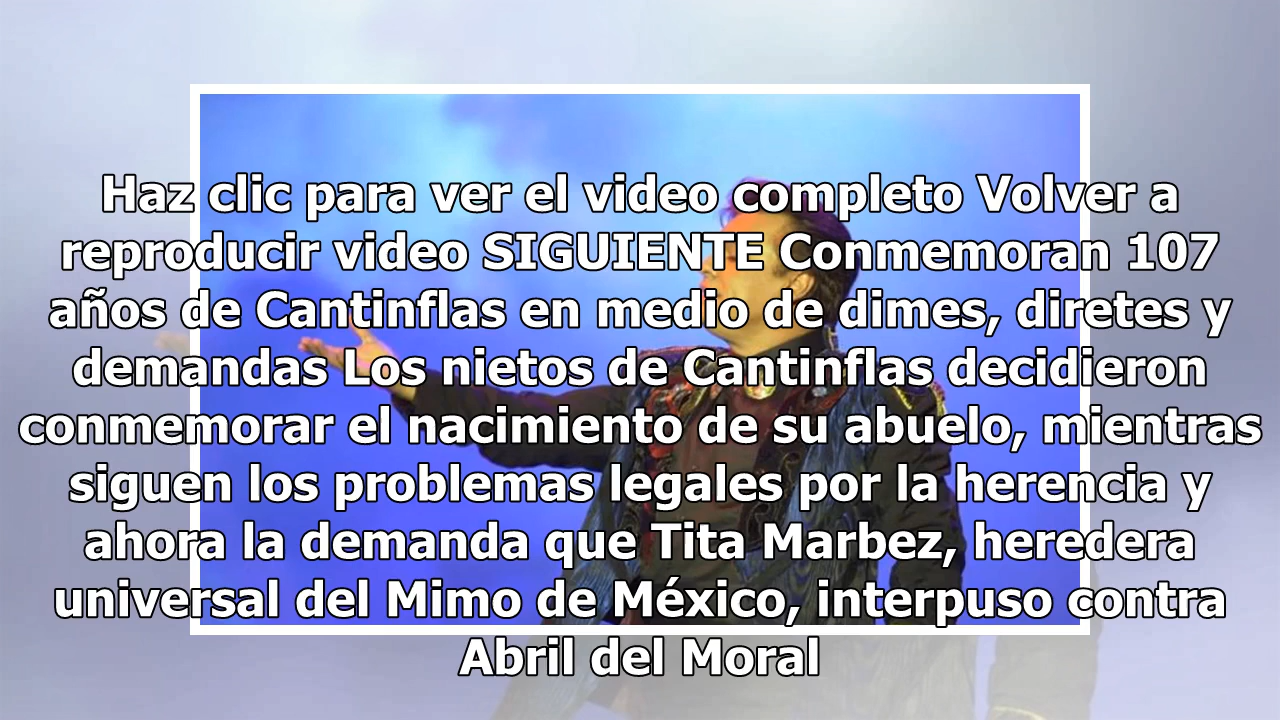 Haz clic para ver el video completo Volver a
reproducir video SIGUIENTE Conmemoran 107
años de Cantinflas en medio de dimes, diretes y
demandas Los nietos de Cantinflas decidieron
conmemorar el nacimiento de su abuelo, mientras
siguen los problemas legales por la herencia y
ahora la demanda que Tita Marbez, heredera
universal del Mimo de México, interpuso contra
Abril del Moral